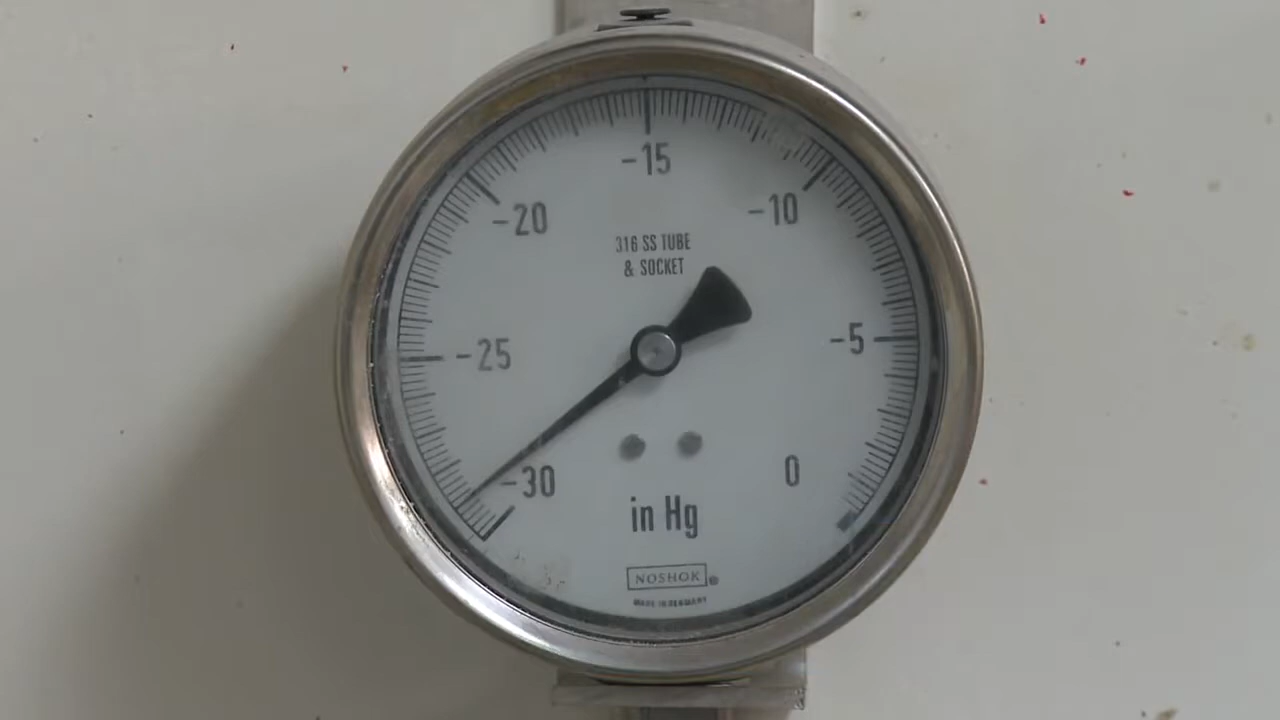 -15
-20
-10
316 SS TUBE
& SOCKET
-25
-5
-30
0
in Hg
NOSHOK®
MADE IN GERMANY